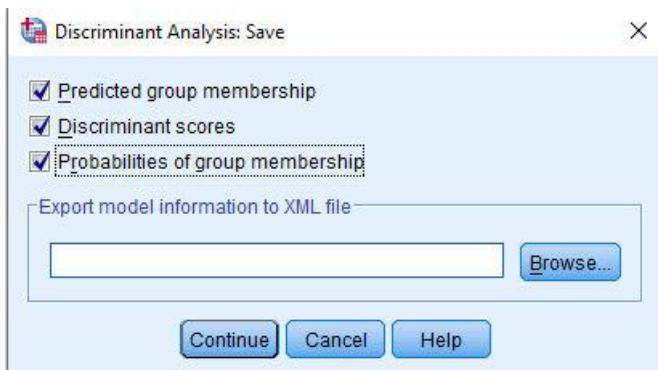 Discriminant Analysis: Save
Predicted group membership
Discriminant scores
Probabilities of group membership
Export model information to XML file
Browse...
Continue Cancel Help